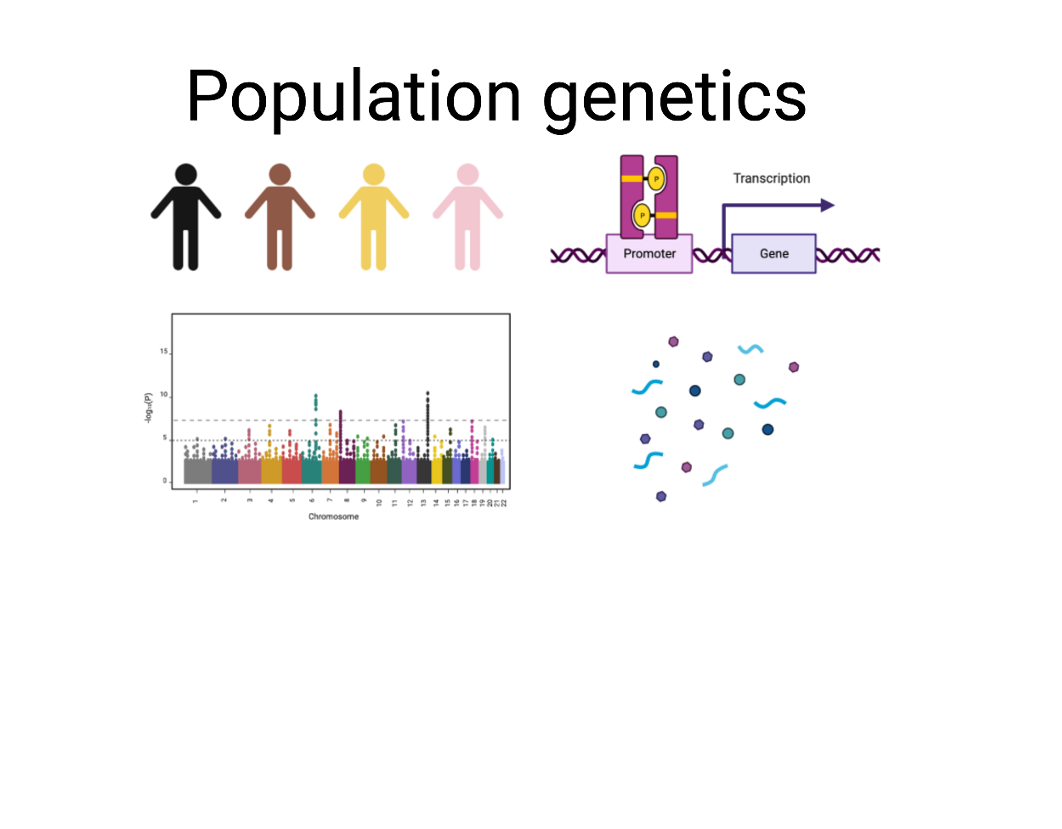 Population genetics
P
P
Transcription
Promoter
Gene
-log₁₀(P)
15
10
5
0
1 2 3 4 5 6 7 8 9 10 11 12 13 14 15 16 17 18 19 20 21 22
Chromosome